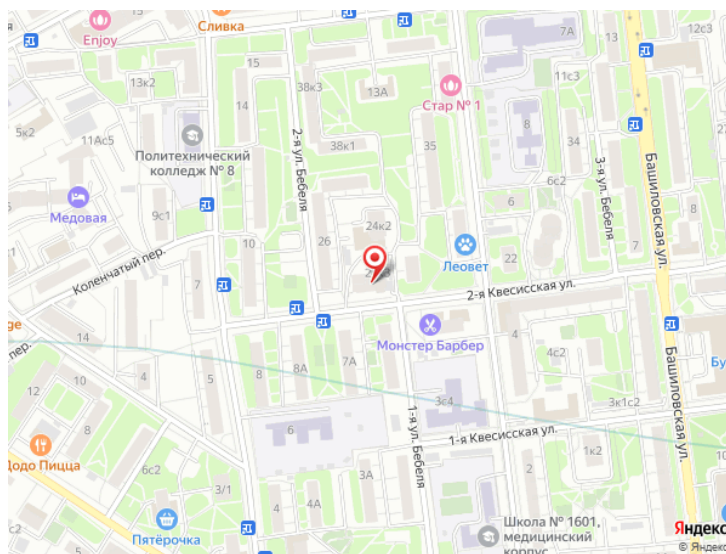 Enjoy
Сливка
7А
12с3
13к2
15
38к3
13А
11с3
Стар № 1
5к2
11Ас5
14
2-я ул. Бебеля
38к1
35
8
34
Башиловская ул.
Политехнический
колледж № 8
3-я ул. Бебеля
6с2
Медовая
9с1
6
8
24к2
10
26
Леовет
22
7
Коленчатый пер.
7
2-я Квесисская ул.
14
Монстер Барбер
4
4
5
8
8А
7А
4с2
12
10
3с4
3к1с2
Башиловская ул.
1-я ул. Бебеля
1-я Квесисская ул.
8
6
1к2
Додо Пицца
6с2
3/1
3А
4А
4
2
Пятёрочка
Школа № 1601,
медицинский
корпус